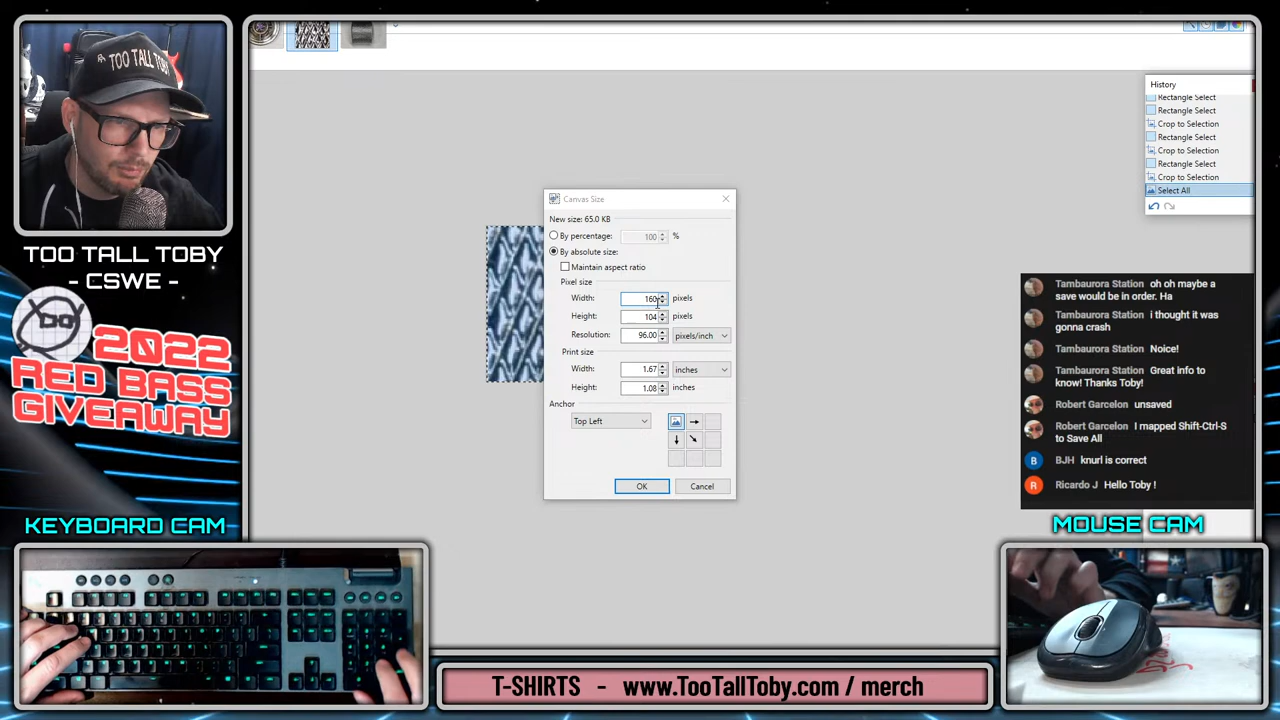 TOO TALL TOBY
TOO TALL TOBY
- CSWE -
2022
RED BASS
GIVEAWAY
KEYBOARD CAM
Canvas Size
New size: 65.0 KB
By percentage: 100 %
By absolute size:
Maintain aspect ratio
Pixel size
Width: 160 pixels
Height: 104 pixels
Resolution: 96.00 pixels/inch
Print size
Width: 1.67 inches
Height: 1.08 inches
Anchor
Top Left
OK Cancel
History
Rectangle Select
Rectangle Select
Crop to Selection
Rectangle Select
Crop to Selection
Rectangle Select
Crop to Selection
Select All
Tambaurora Station oh oh maybe a
save would be in order. Ha
Tambaurora Station i thought it was
gonna crash
Tambaurora Station Noice!
Tambaurora Station Great info to
know! Thanks Toby!
Robert Garcelon unsaved
Robert Garcelon I mapped Shift-Ctrl-S
to Save All
B BJH knurl is correct
R Ricardo J Hello Toby !
MOUSE CAM
T-SHIRTS - www.TooTallToby.com / merch